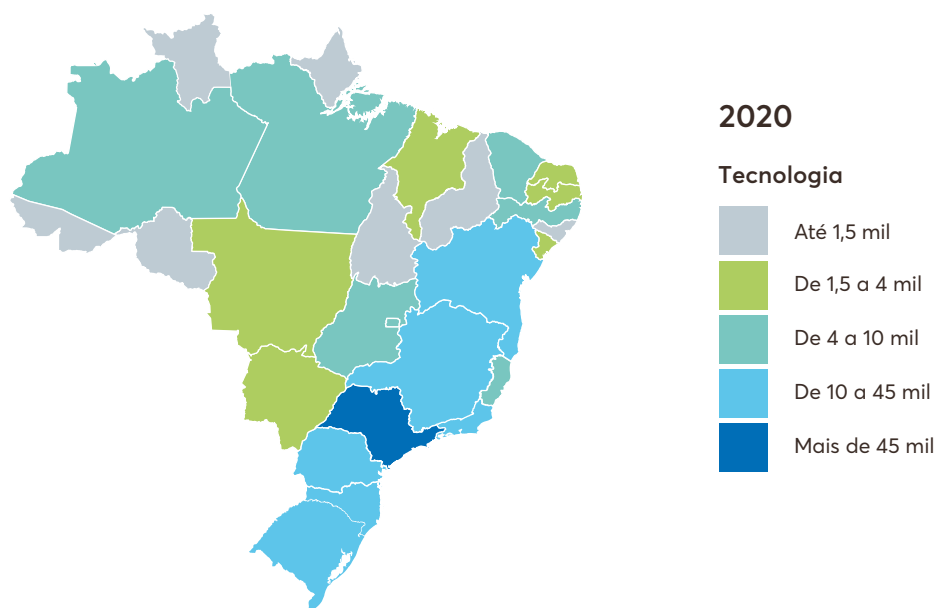 2020
Tecnologia
Até 1,5 mil
De 1,5 a 4 mil
De 4 a 10 mil
De 10 a 45 mil
Mais de 45 mil